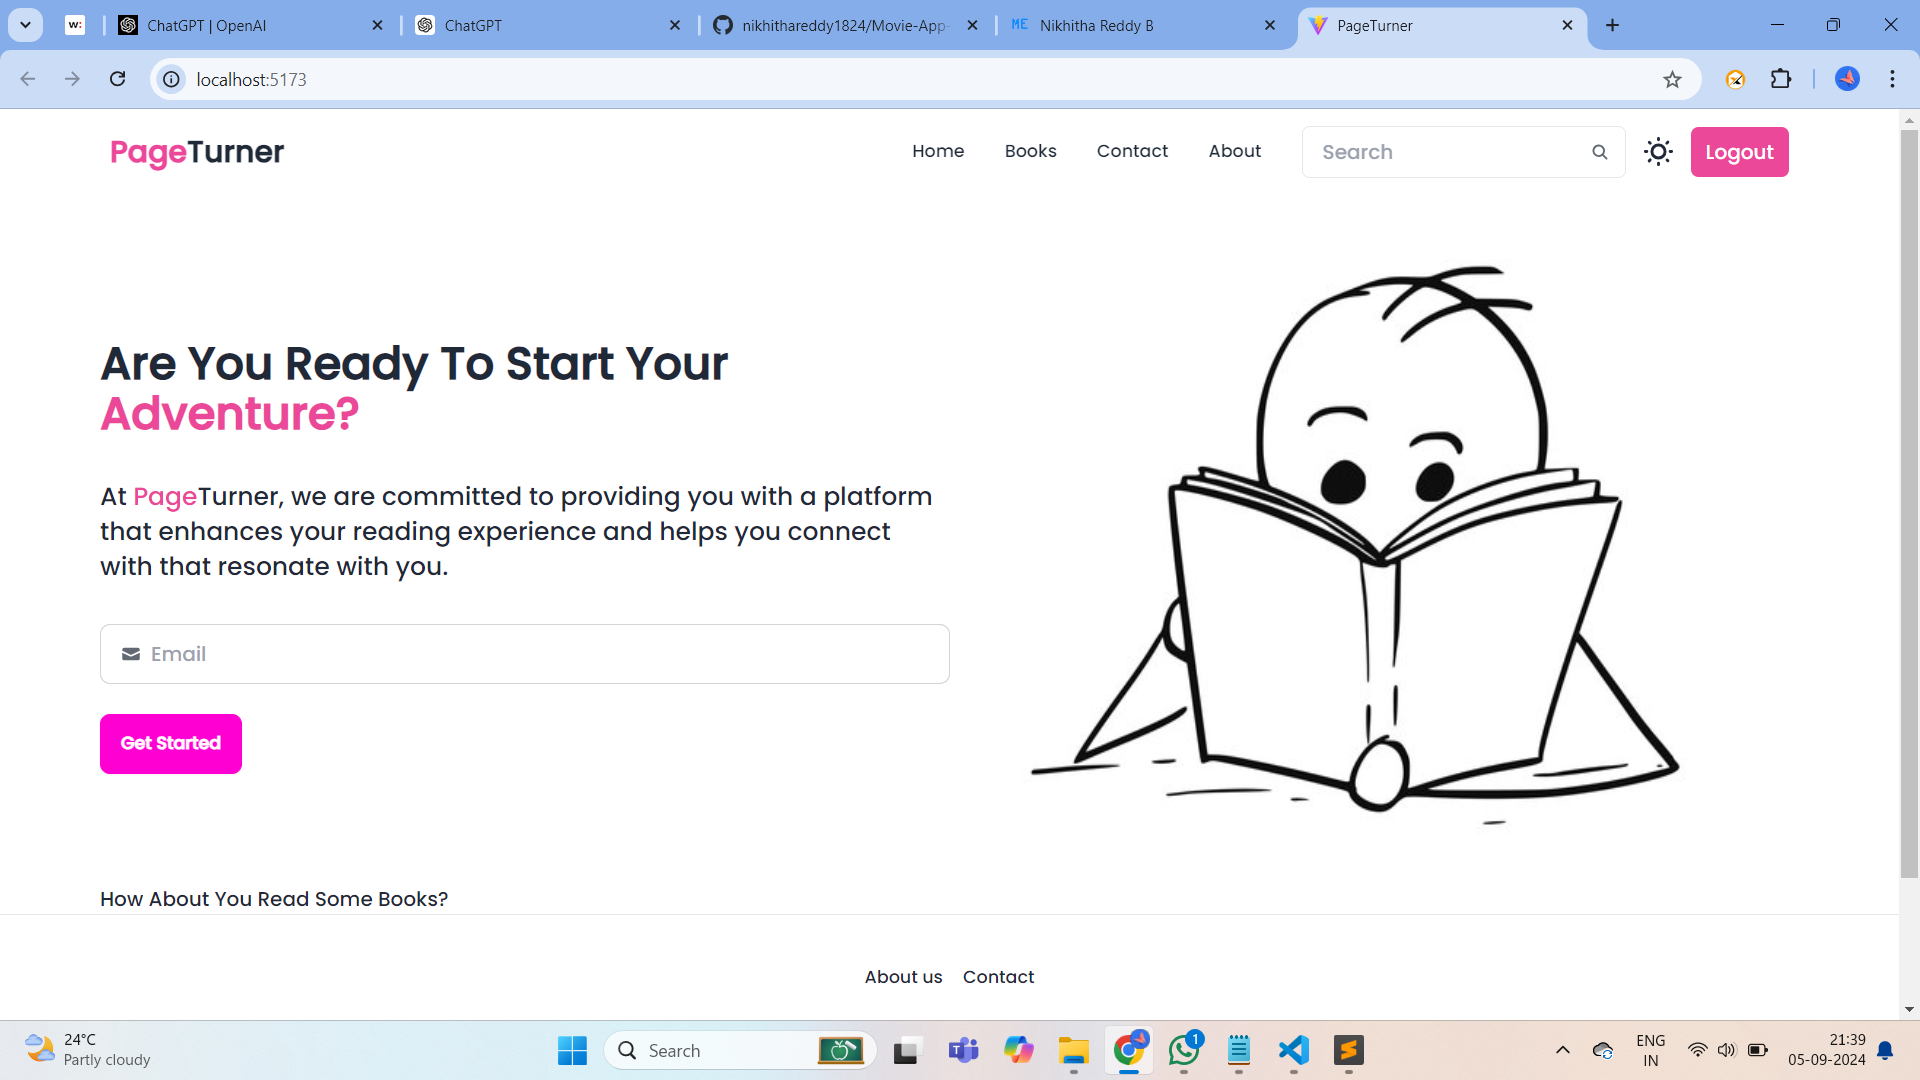 w:
ChatGPT | OpenAI
ChatGPT
nikhithareddy1824/Movie-App-
ME
Nikhitha Reddy B
PageTurner
localhost:5173
PageTurner
Home
Books
Contact
About
Search
Logout
Are You Ready To Start Your
Adventure?
At PageTurner, we are committed to providing you with a platform
that enhances your reading experience and helps you connect
with that resonate with you.
Email
Get Started
How About You Read Some Books?
About us
Contact
24°C
Partly cloudy
Search
1
ENG
IN
21:39
05-09-2024